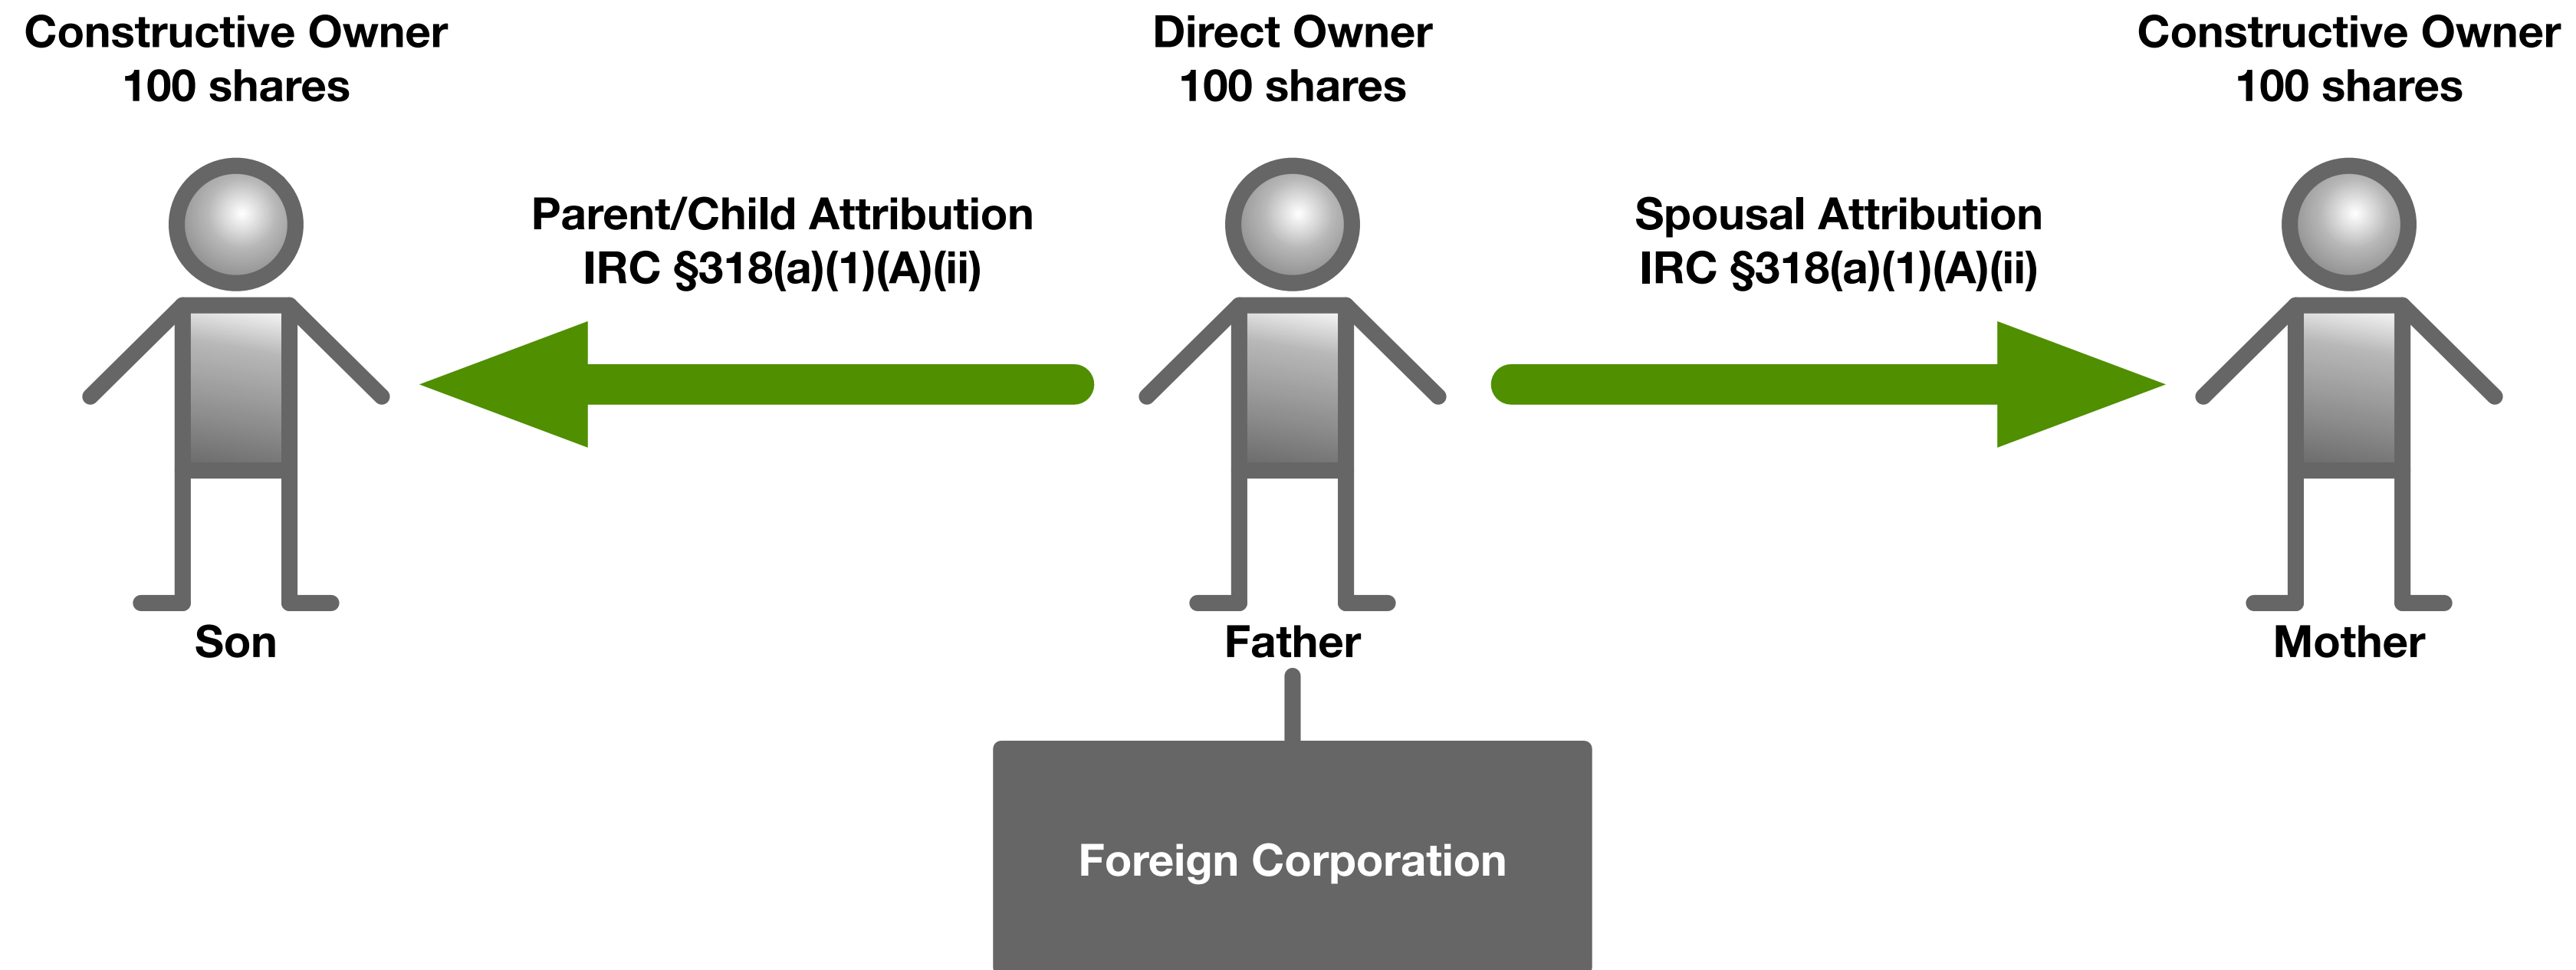 Constructive Owner
100 shares
Direct Owner
100 shares
Constructive Owner
100 shares
Parent/Child Attribution
IRC §318(a)(1)(A)(ii)
Spousal Attribution
IRC §318(a)(1)(A)(ii)
Son
Father
Mother
Foreign Corporation